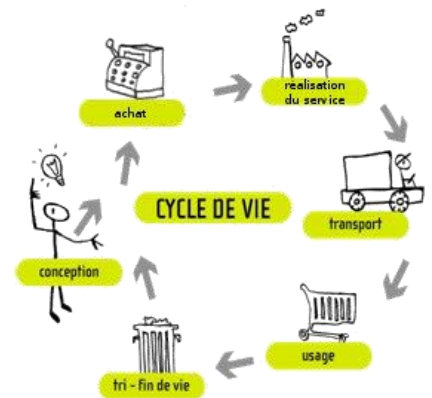 achat
realisation
du service
CYCLE DE VIE
transport
conception
usage
tri - fin de vie